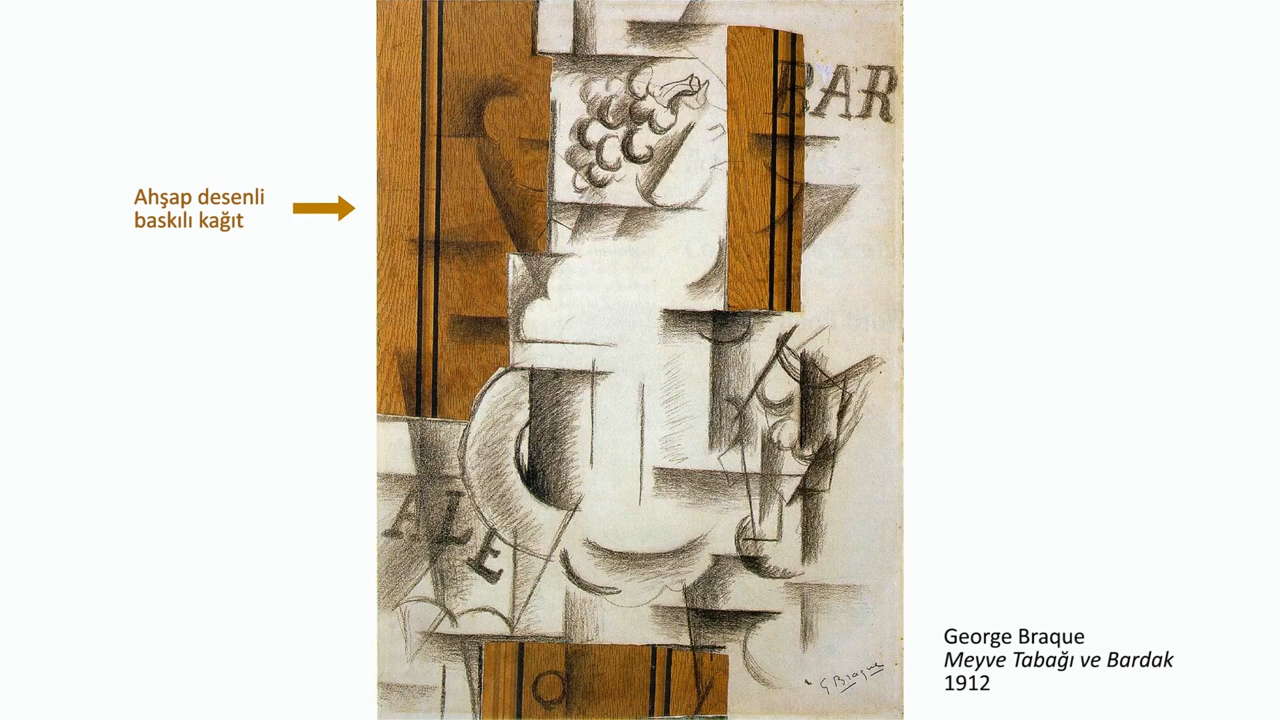 BAR
Ahşap desenli
baskılı kağıt
ALE
G Braque
George Braque
Meyve Tabağı ve Bardak
1912